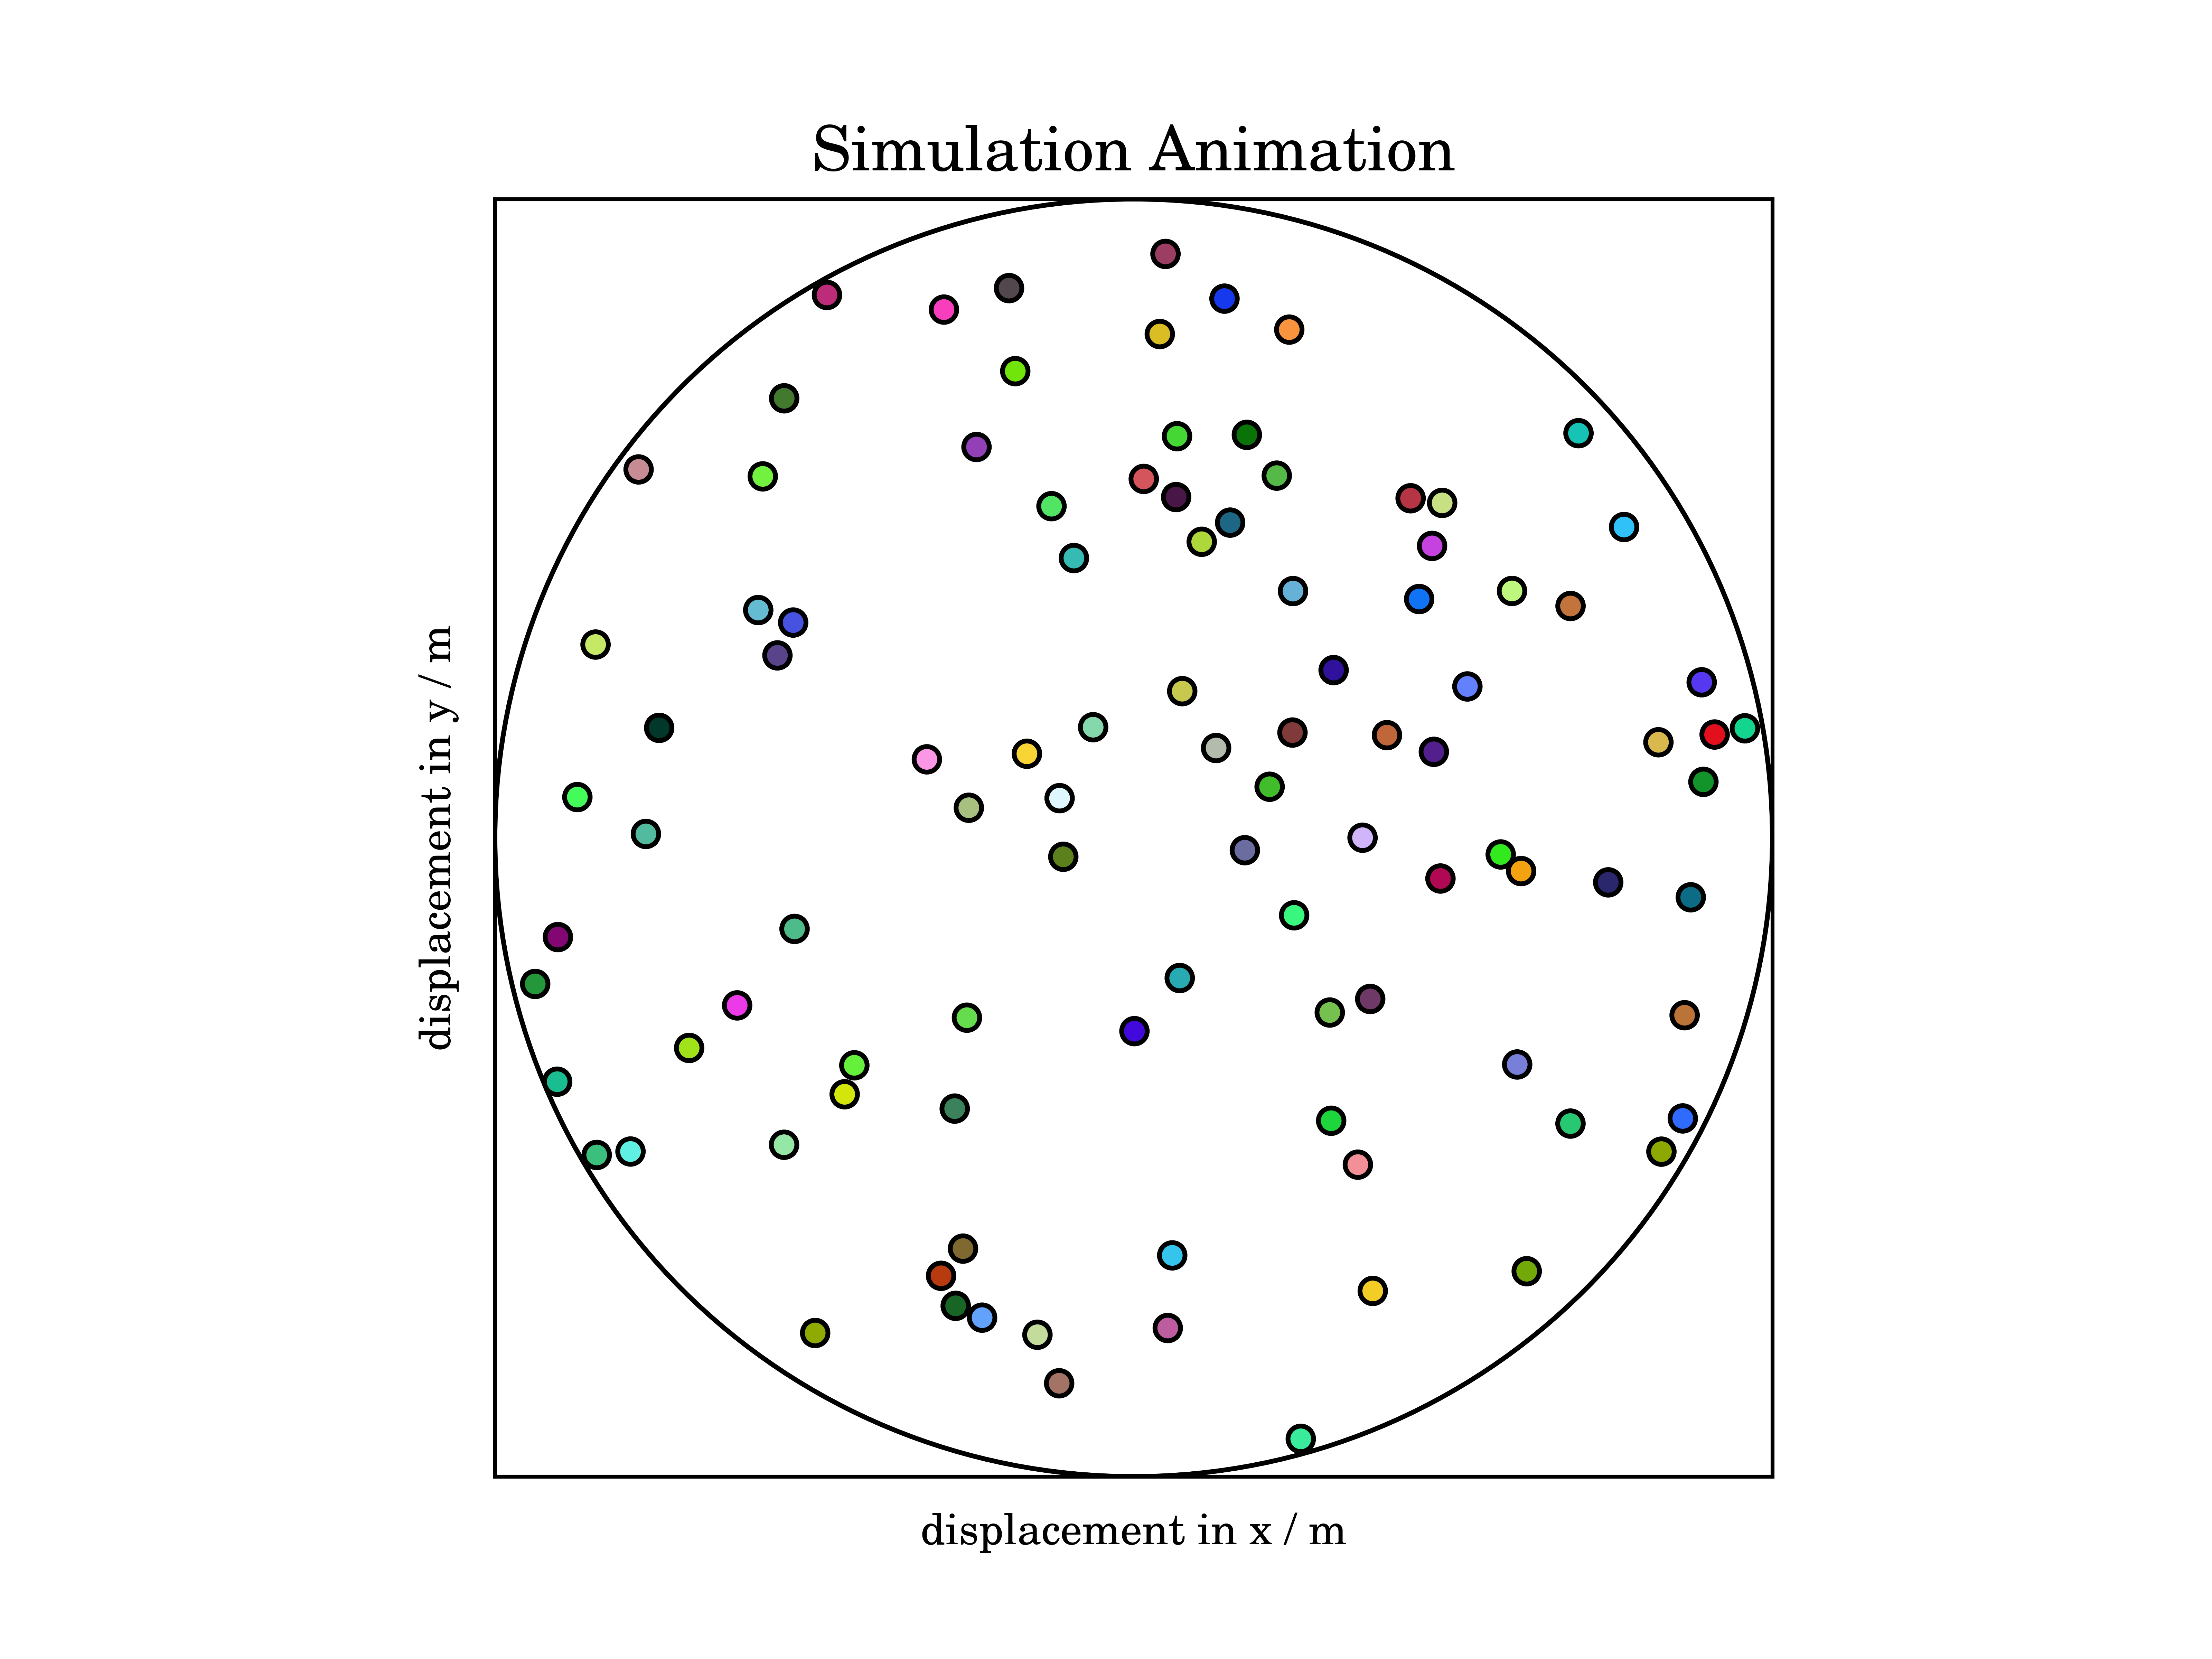 Simulation Animation
displacement in y / m
displacement in x / m